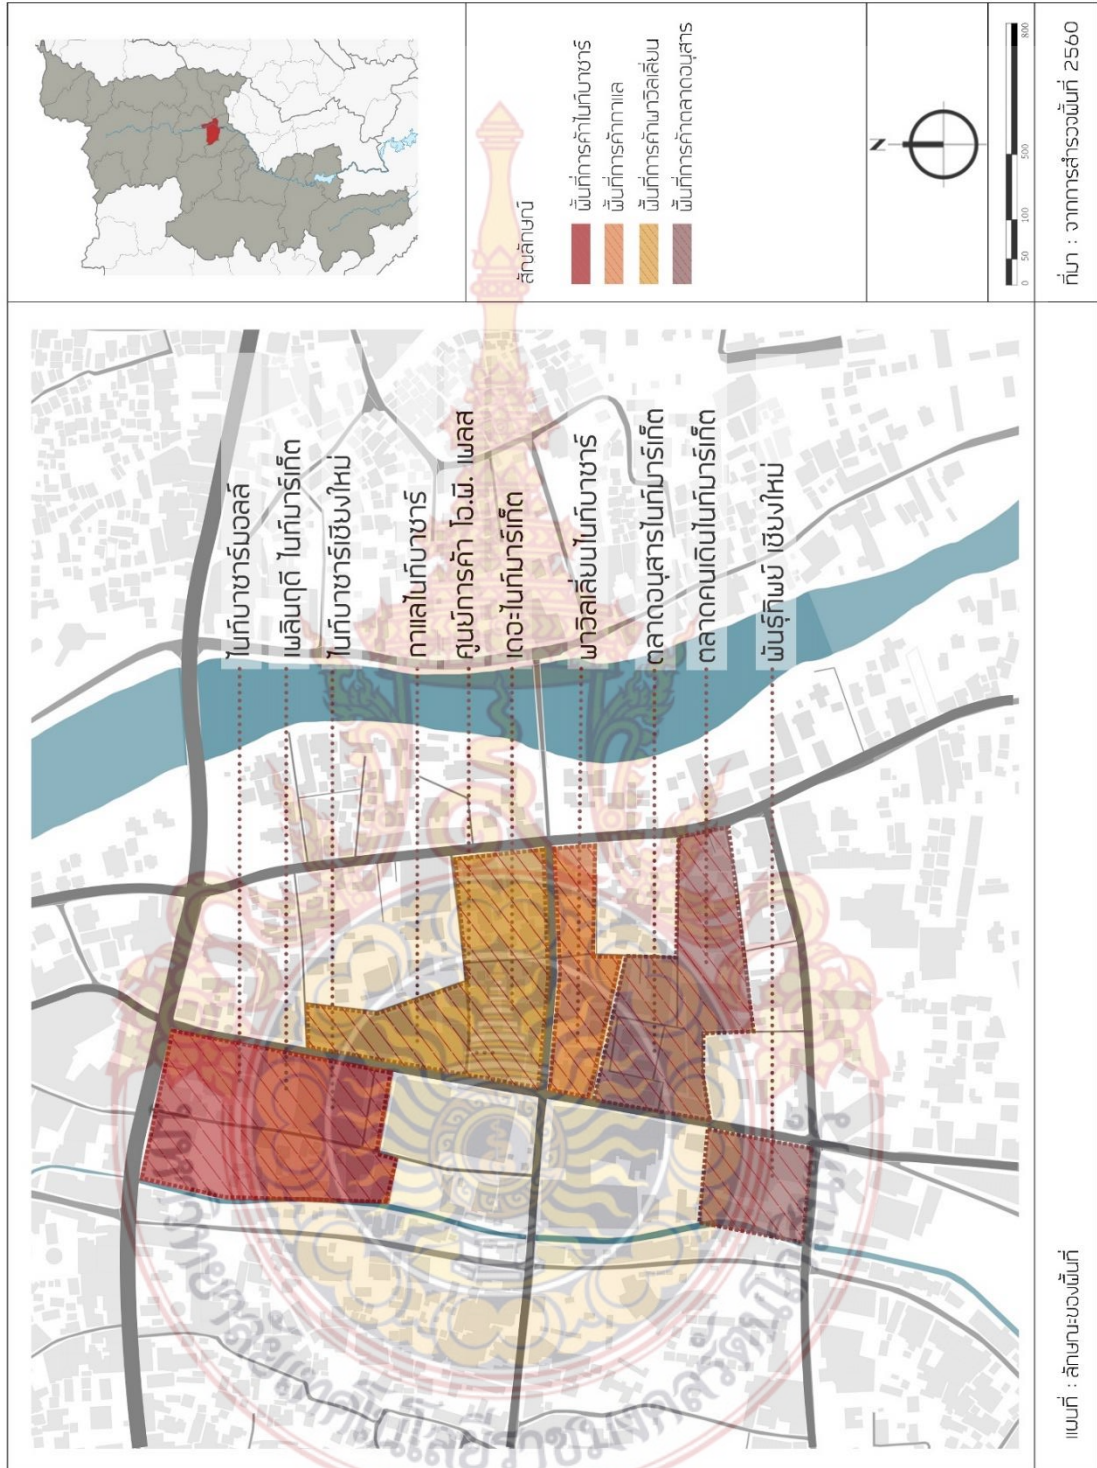 ไนท์บาซาร์มอลล์
เพลินฤดี ไนท์มาร์เก็ต
ไนท์บาซาร์เชียงใหม่
กาแลไนท์บาซาร์
ศูนย์การค้า โอ.พี. เพลส
เดอะไนท์มาร์เก็ต
พาวิลเลี่ยนไนท์บาซาร์
ตลาดอนุสารไนท์มาร์เก็ต
ตลาดคนเดินไนท์มาร์เก็ต
พันธุ์ทิพย์ เชียงใหม่
สัญลักษณ์
พื้นที่การค้าไนท์บาซาร์
พื้นที่การค้ากาแล
พื้นที่การค้าพาวิลเลี่ยน
พื้นที่การค้าตลาดอนุสาร
N
0 50 100 500 800
แผนที่ : ลักษณะของพื้นที่
ที่มา : จากการสำรวจพื้นที่ 2560